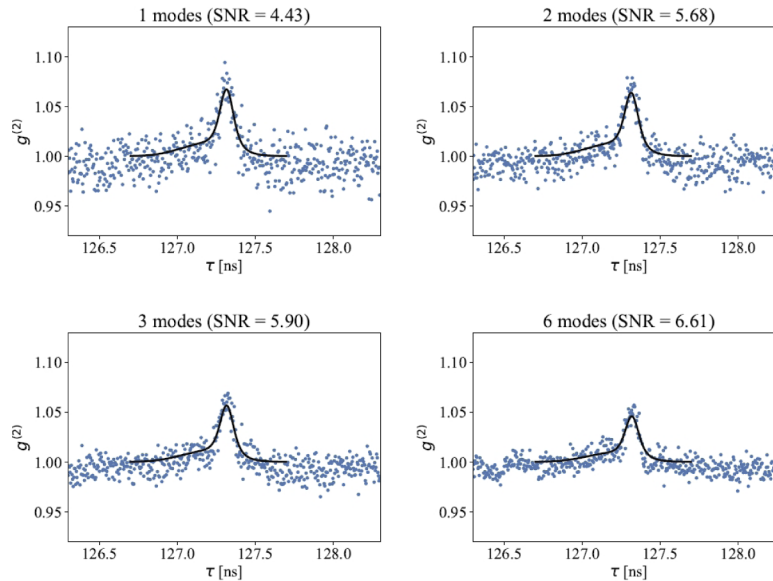 1 modes (SNR = 4.43)
1.10
1.05
1.00
0.95
g⁽²⁾
126.5 127.0 127.5 128.0
τ [ns]
2 modes (SNR = 5.68)
1.10
1.05
1.00
0.95
g⁽²⁾
126.5 127.0 127.5 128.0
τ [ns]
3 modes (SNR = 5.90)
1.10
1.05
1.00
0.95
g⁽²⁾
126.5 127.0 127.5 128.0
τ [ns]
6 modes (SNR = 6.61)
1.10
1.05
1.00
0.95
g⁽²⁾
126.5 127.0 127.5 128.0
τ [ns]